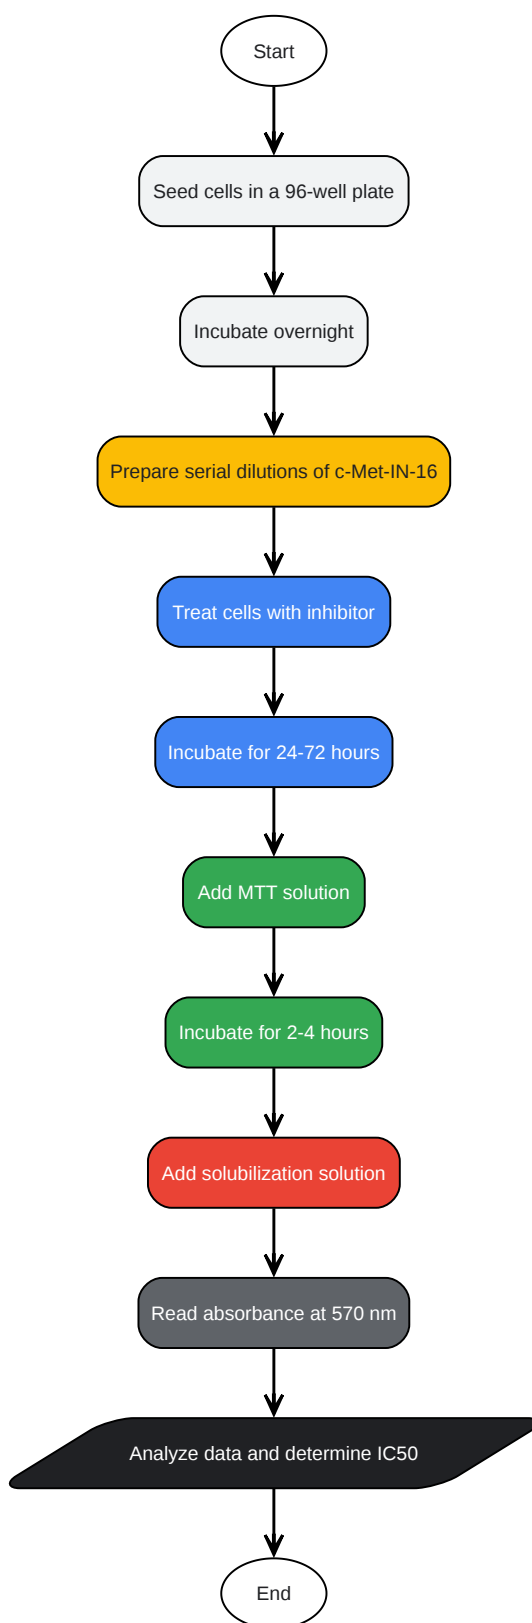 Start
Seed cells in a 96-well plate
Incubate overnight
Prepare serial dilutions of c-Met-IN-16
Treat cells with inhibitor
Incubate for 24-72 hours
Add MTT solution
Incubate for 2-4 hours
Add solubilization solution
Read absorbance at 570 nm
Analyze data and determine IC50
End